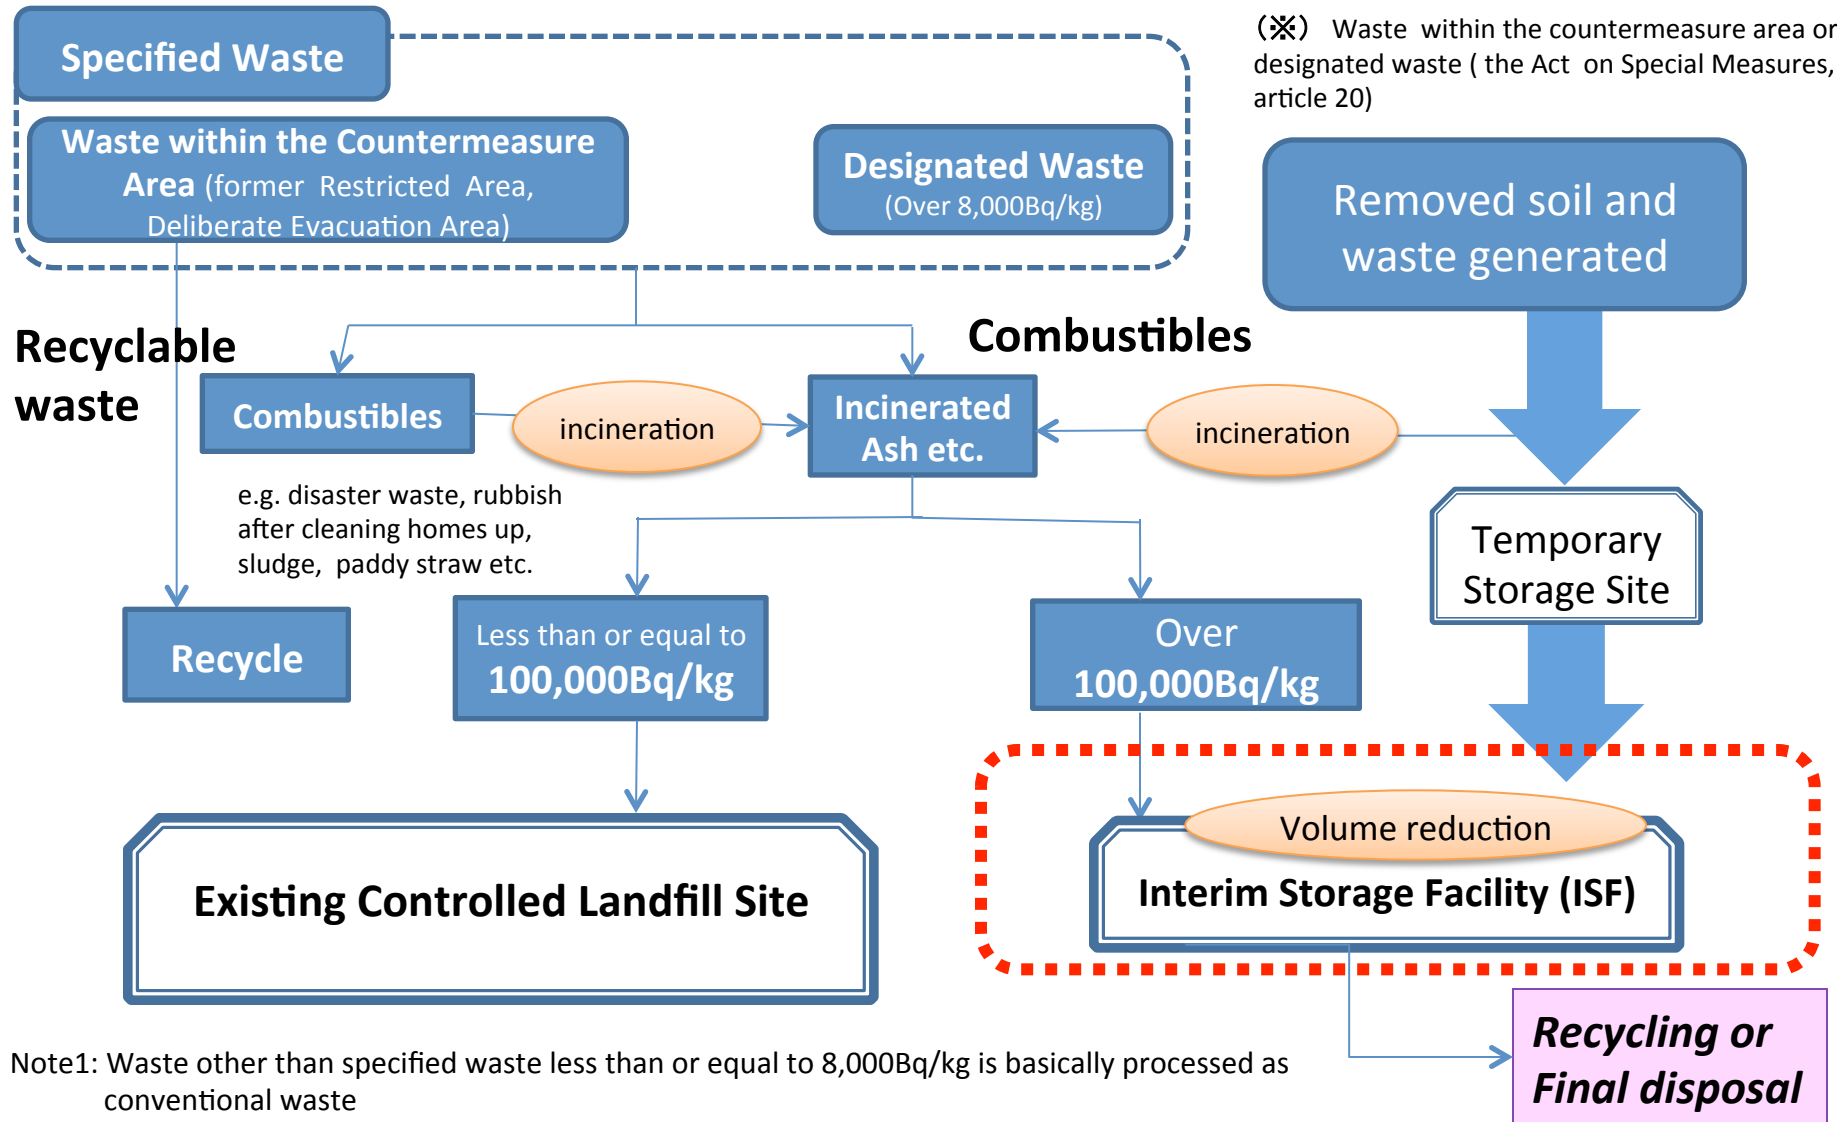 Specified Waste
(※) Waste within the countermeasure area or
designated waste ( the Act on Special Measures,
article 20)
Waste within the Countermeasure
Area (former Restricted Area,
Deliberate Evacuation Area)
Designated Waste
(Over 8,000Bq/kg)
Removed soil and
waste generated
Recyclable
waste
Combustibles
Combustibles
incineration
Incinerated
Ash etc.
incineration
e.g. disaster waste, rubbish
after cleaning homes up,
sludge, paddy straw etc.
Temporary
Storage Site
Recycle
Less than or equal to
100,000Bq/kg
Over
100,000Bq/kg
Volume reduction
Existing Controlled Landfill Site
Interim Storage Facility (ISF)
Recycling or
Final disposal
Note1: Waste other than specified waste less than or equal to 8,000Bq/kg is basically processed as
conventional waste